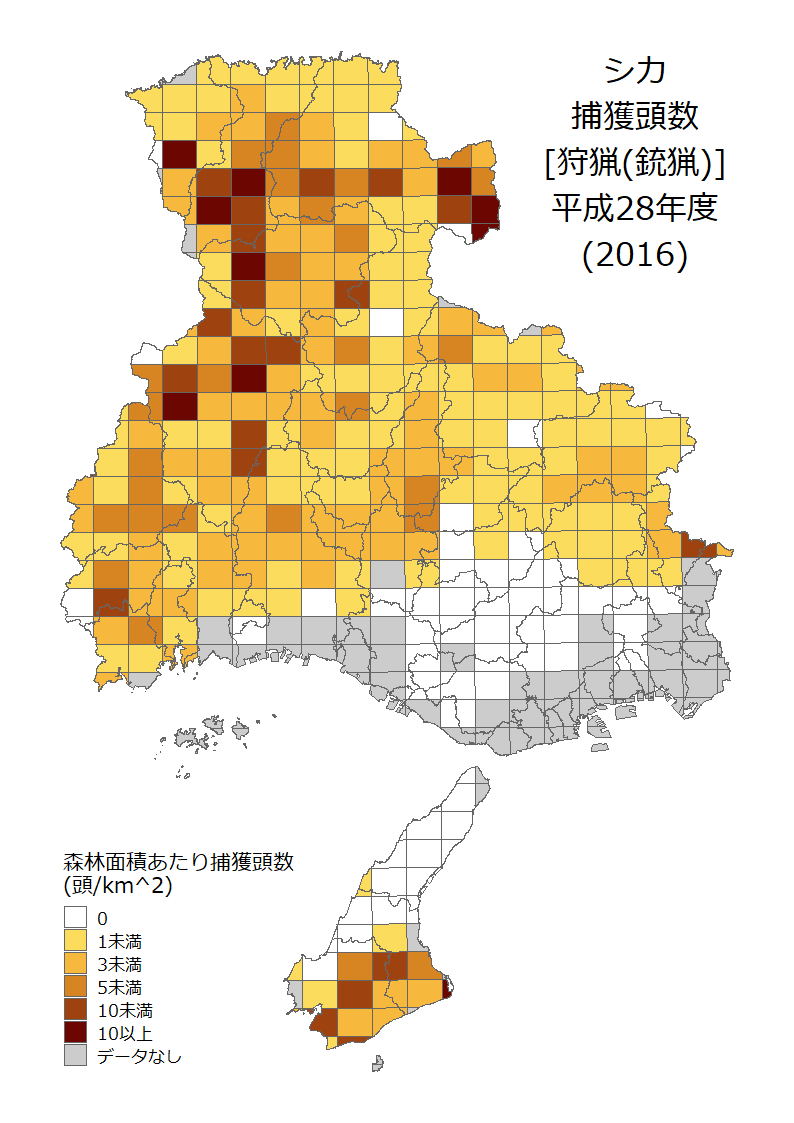 シカ
捕獲頭数
[狩猟(銃猟)]
平成28年度
(2016)
森林面積あたり捕獲頭数
(頭/km^2)
0
1未満
3未満
5未満
10未満
10以上
データなし